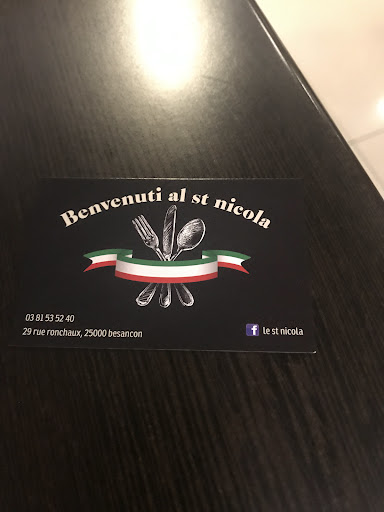 Benvenuti al st nicola
03 81 53 52 40
29 rue ronchaux, 25000 besancon
f le st nicola